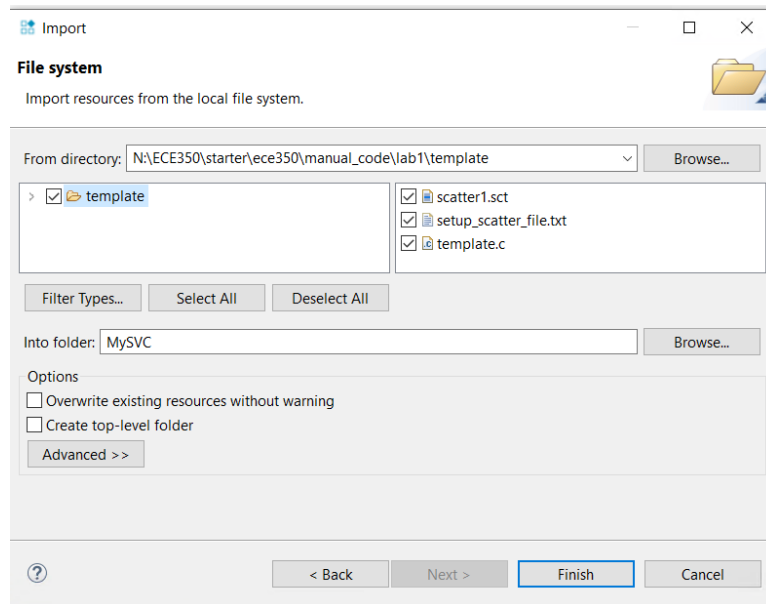 Import
File system
Import resources from the local file system.
From directory: N:\ECE350\starter\ece350\manual_code\lab1\template Browse...
template
scatter1.sct
setup_scatter_file.txt
template.c
Filter Types... Select All Deselect All
Into folder: MySVC Browse...
Options
Overwrite existing resources without warning
Create top-level folder
Advanced >>
? < Back Next > Finish Cancel